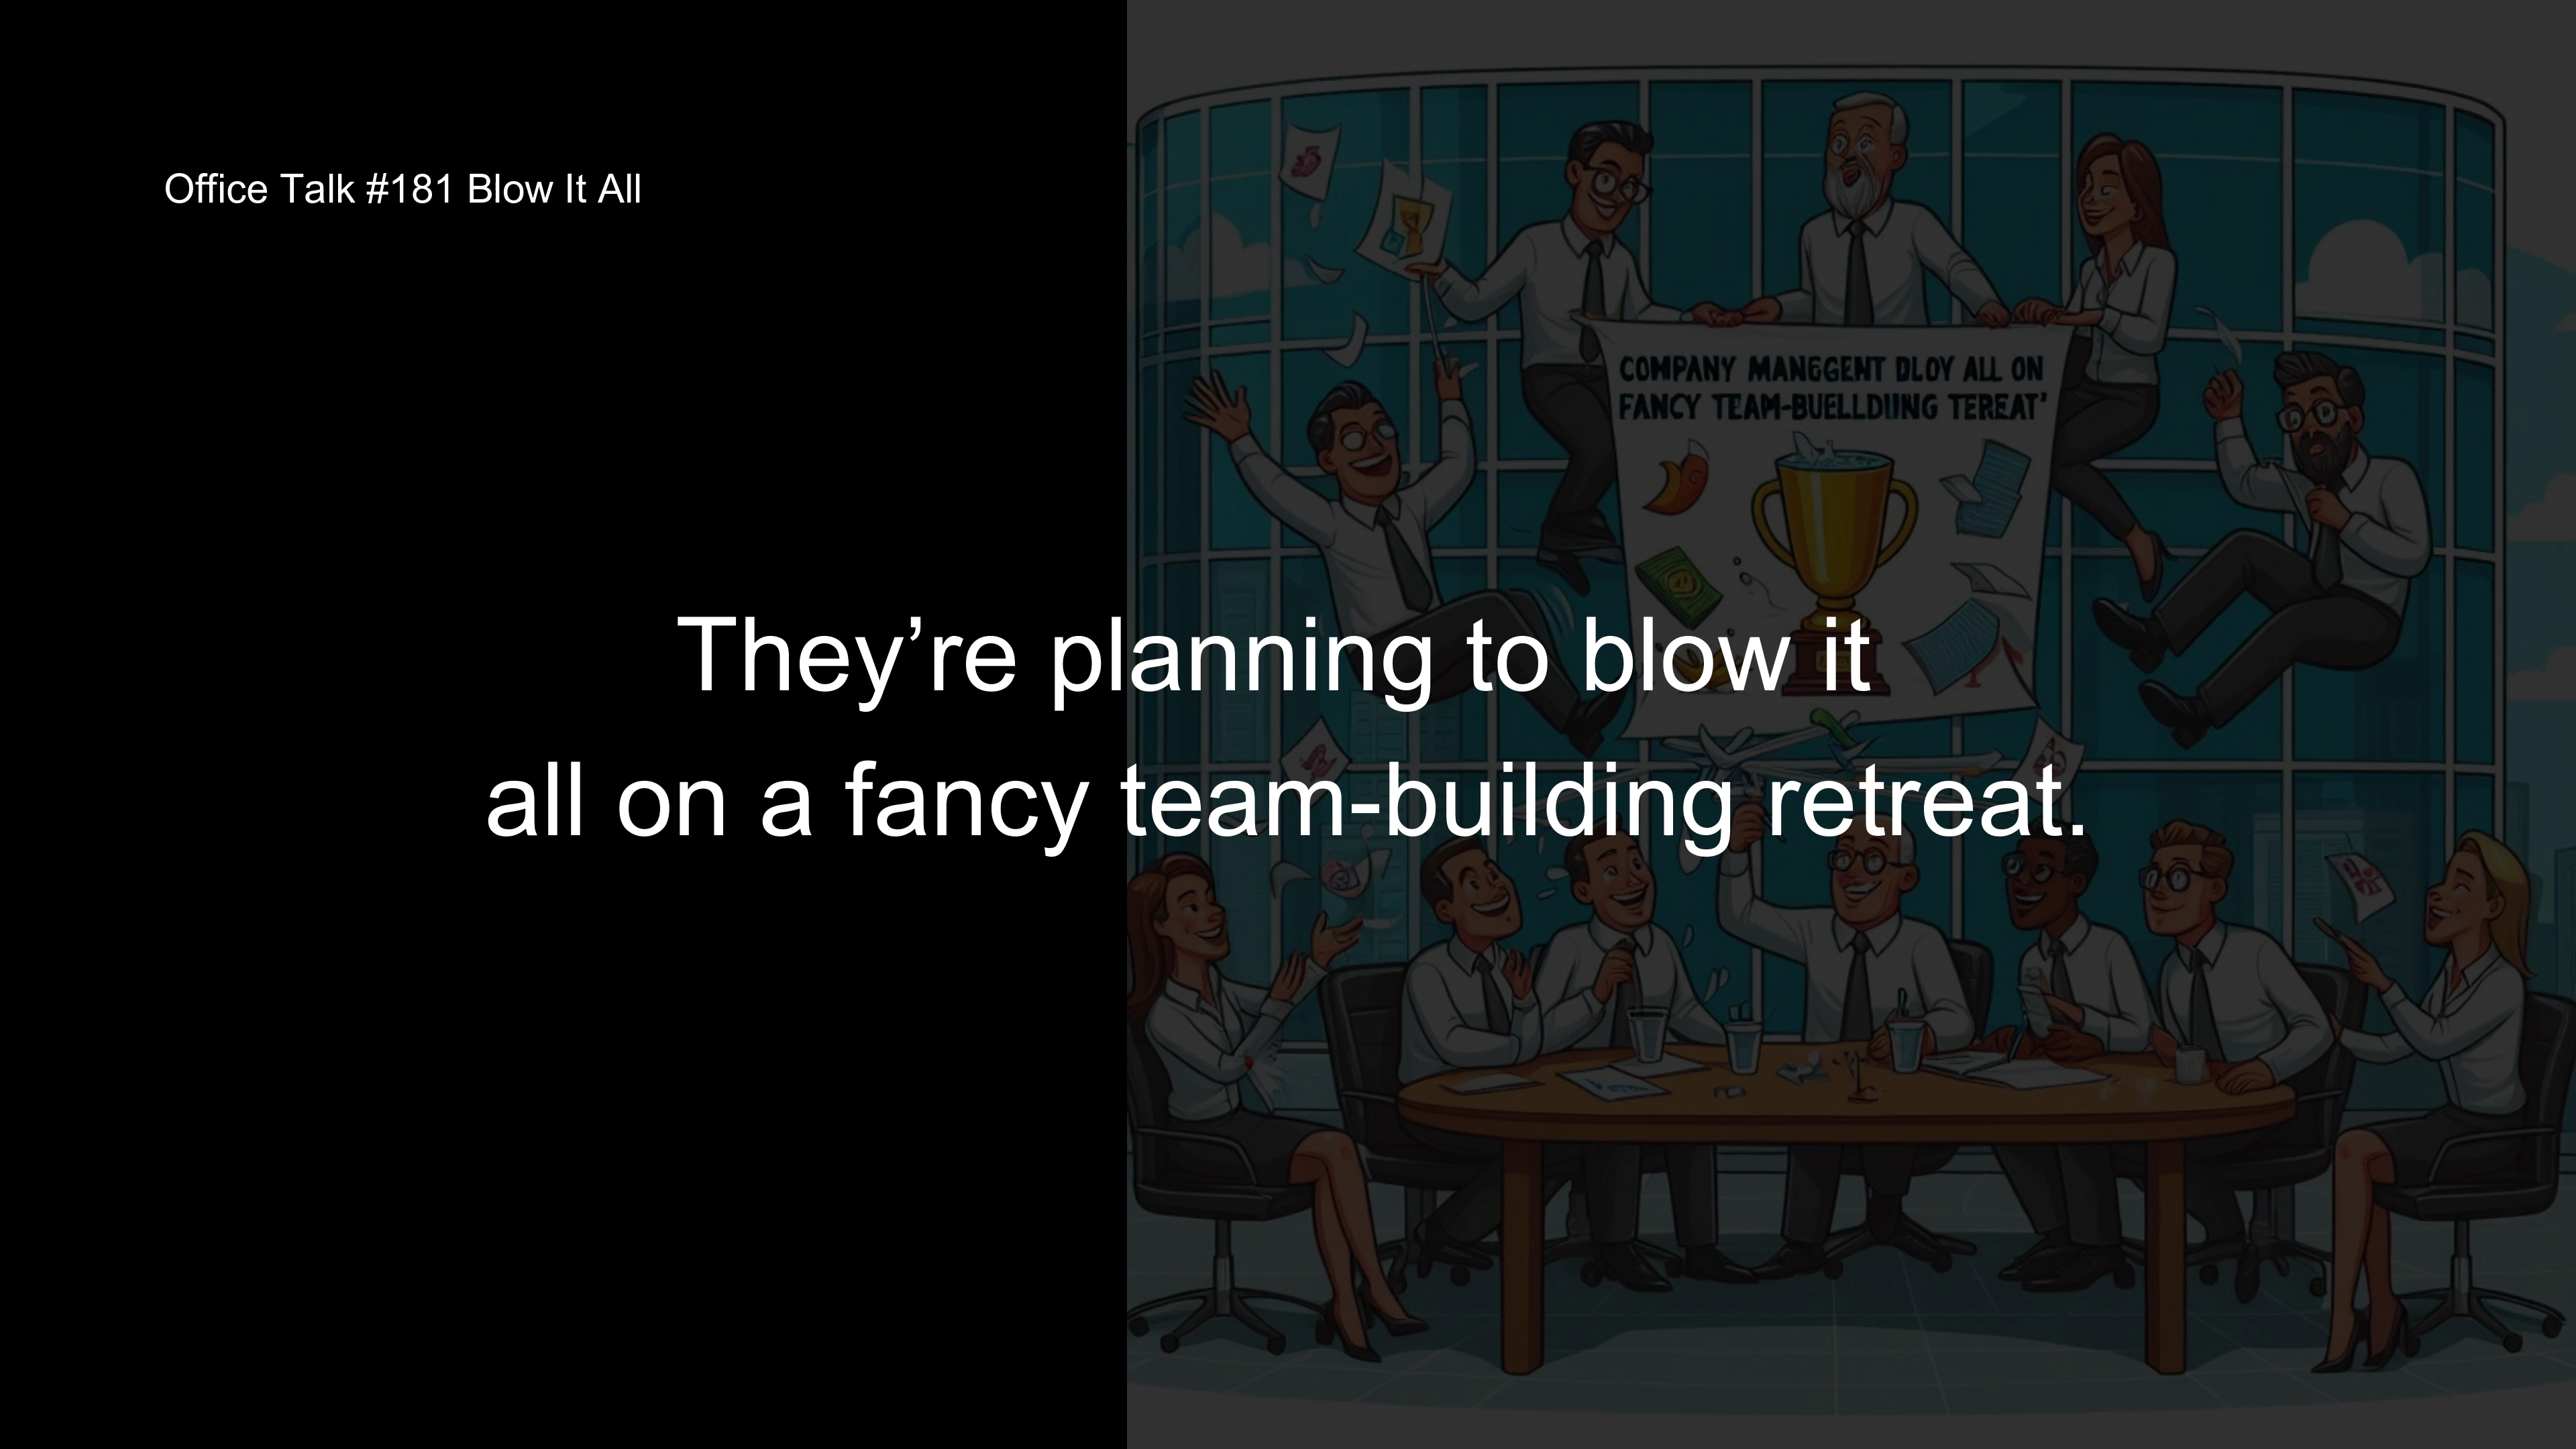 Office Talk #181 Blow It All
COMPANY MANEGENT DLOY ALL ON
FANCY TEAM-BUELLDIING TEREAT'
They’re planning to blow it
all on a fancy team-building retreat.